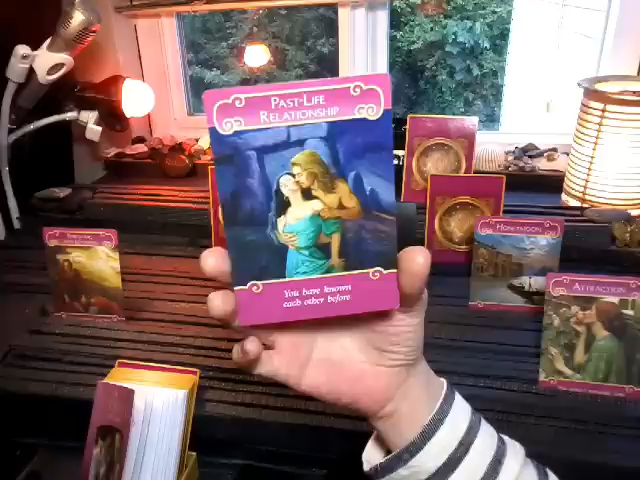 PAST-LIFE
RELATIONSHIP
You have known
each other before
HONEYMOON
ATTRACTION